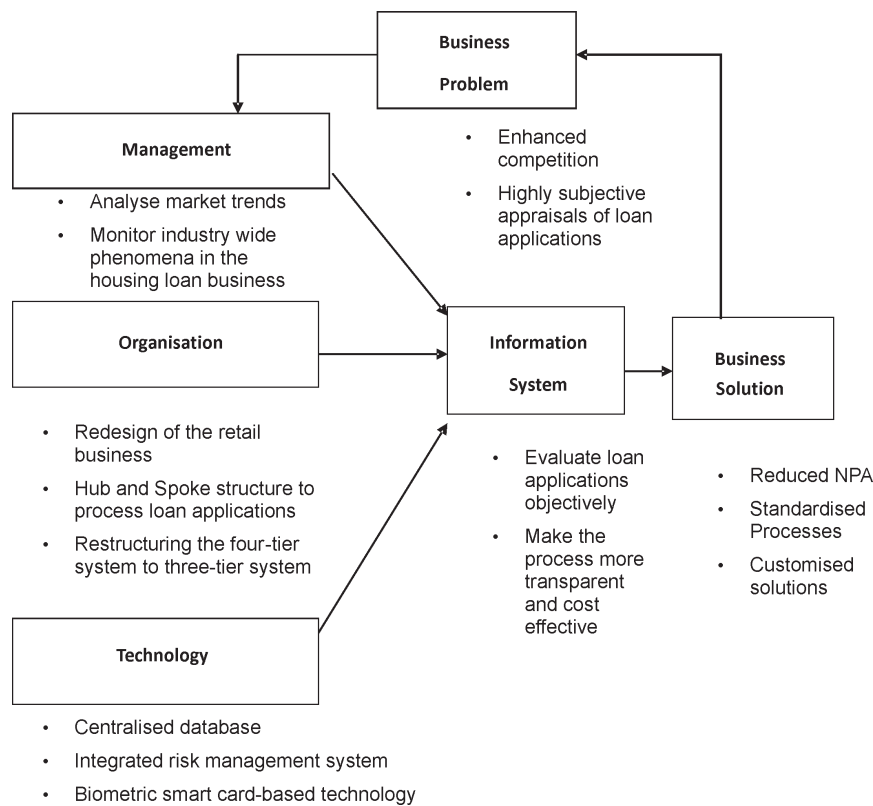 Business
Problem
• Enhanced
competition
• Highly subjective
appraisals of loan
applications
Management
• Analyse market trends
• Monitor industry wide
phenomena in the
housing loan business
Organisation
• Redesign of the retail
business
• Hub and Spoke structure to
process loan applications
• Restructuring the four-tier
system to three-tier system
Technology
• Centralised database
• Integrated risk management system
• Biometric smart card-based technology
Information
System
• Evaluate loan
applications
objectively
• Make the
process more
transparent
and cost
effective
Business
Solution
• Reduced NPA
• Standardised
Processes
• Customised
solutions